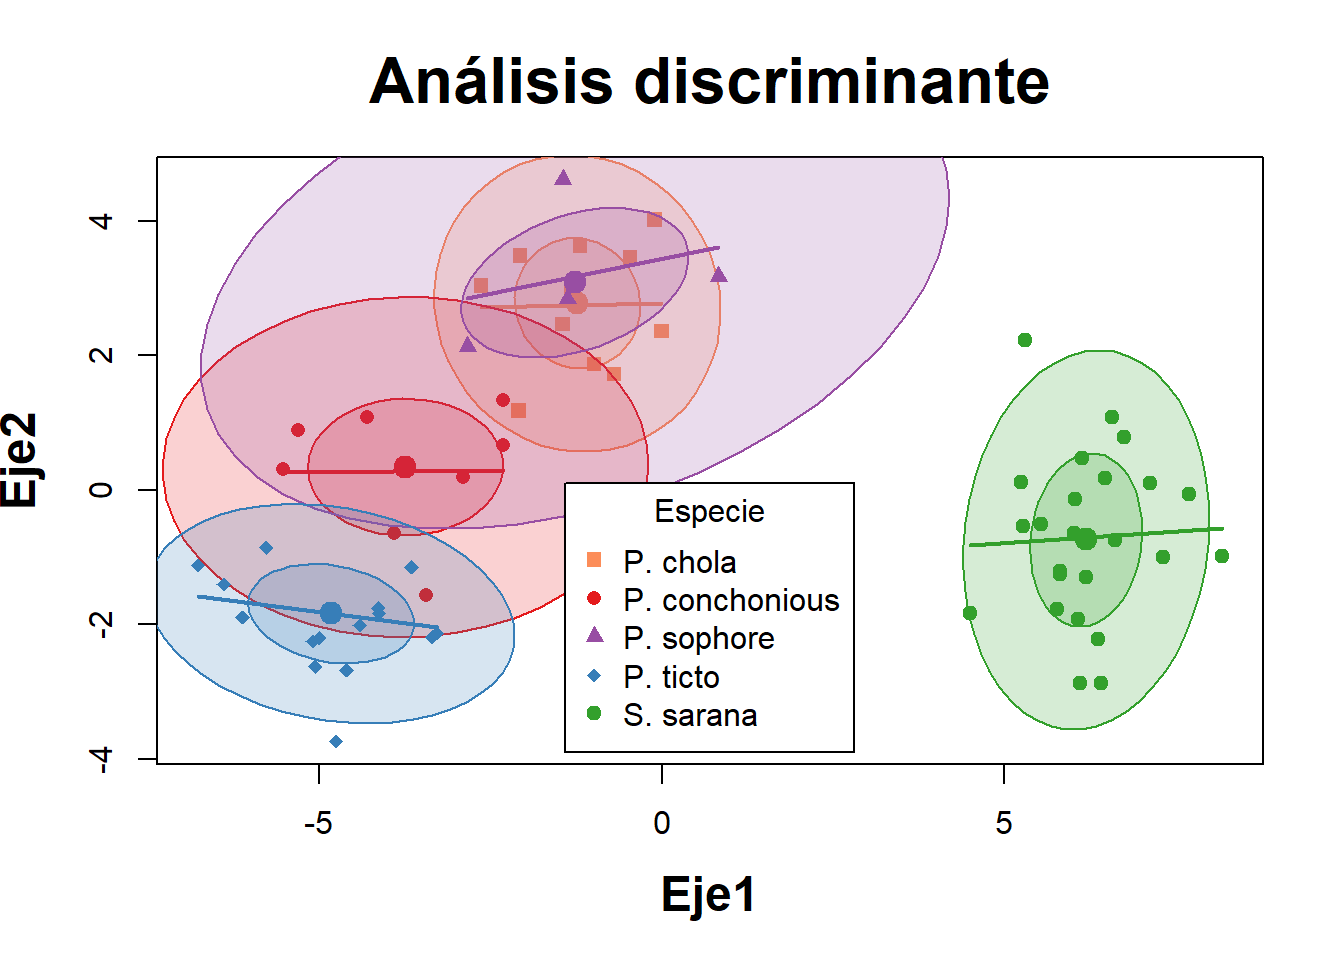 Análisis discriminante
Eje2
4
2
0
-2
-4
Especie
P. chola
P. conchonious
P. sophore
P. ticto
S. sarana
-5
0
5
Eje1